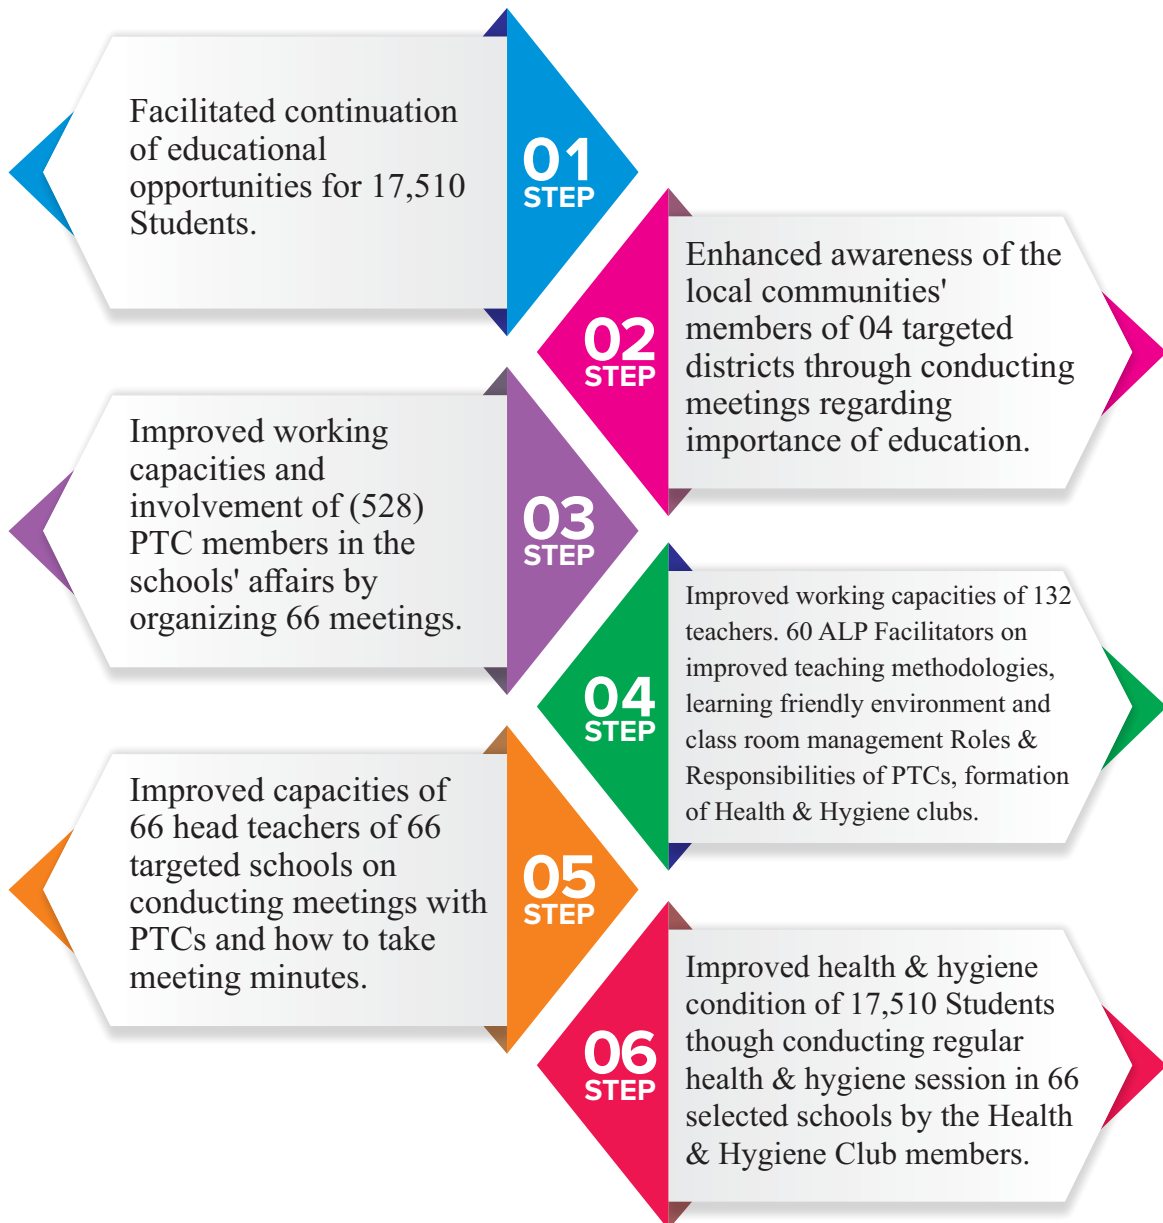 Facilitated continuation
of educational
opportunities for 17,510
Students.
01
STEP
Enhanced awareness of the
local communities'
members of 04 targeted
districts through conducting
meetings regarding
importance of education.
02
STEP
Improved working
capacities and
involvement of (528)
PTC members in the
schools' affairs by
organizing 66 meetings.
03
STEP
Improved working capacities of 132
teachers. 60 ALP Facilitators on
improved teaching methodologies,
learning friendly environment and
class room management Roles &
Responsibilities of PTCs, formation
of Health & Hygiene clubs.
04
STEP
Improved capacities of
66 head teachers of 66
targeted schools on
conducting meetings with
PTCs and how to take
meeting minutes.
05
STEP
Improved health & hygiene
condition of 17,510 Students
though conducting regular
health & hygiene session in 66
selected schools by the Health
& Hygiene Club members.
06
STEP